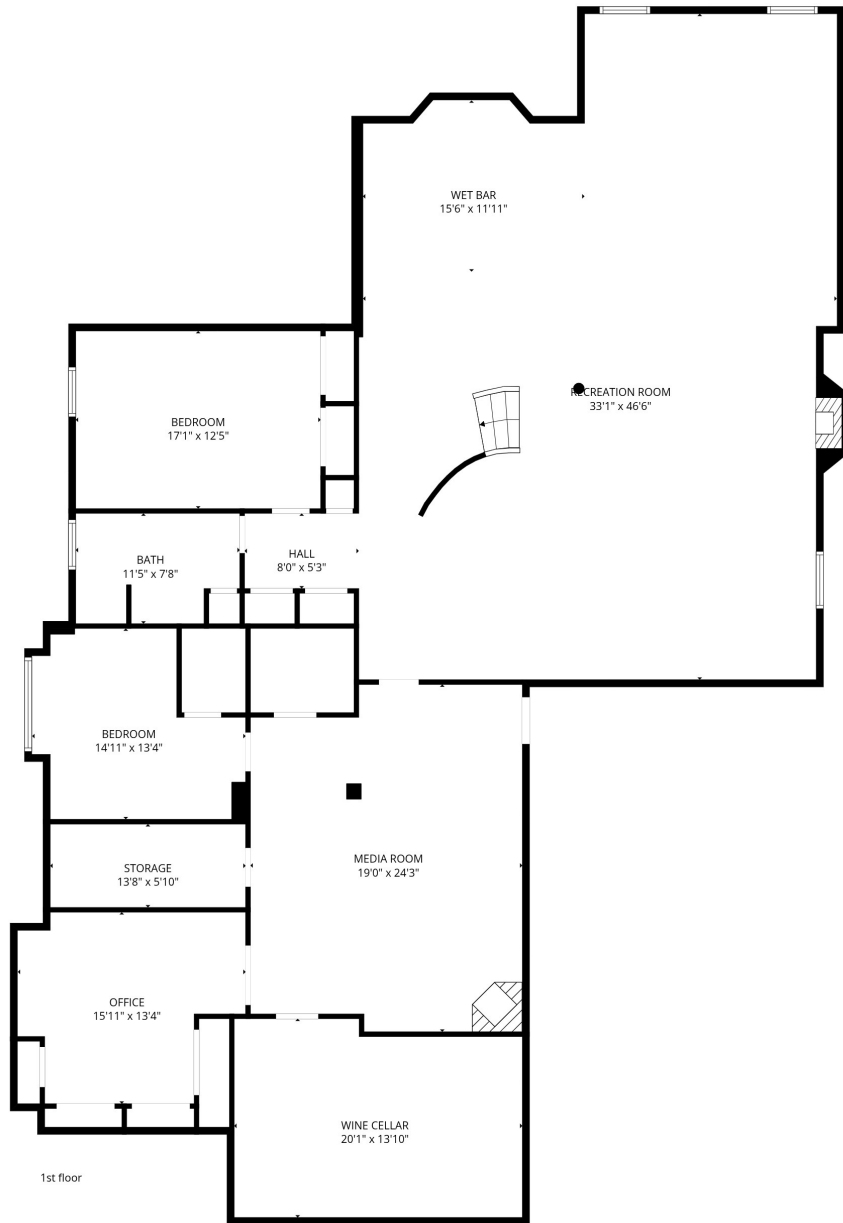 WET BAR
15'6" x 11'11"
RECREATION ROOM
33'1" x 46'6"
BEDROOM
17'1" x 12'5"
BATH
11'5" x 7'8"
HALL
8'0" x 5'3"
BEDROOM
14'11" x 13'4"
STORAGE
13'8" x 5'10"
MEDIA ROOM
19'0" x 24'3"
OFFICE
15'11" x 13'4"
WINE CELLAR
20'1" x 13'10"
1st floor